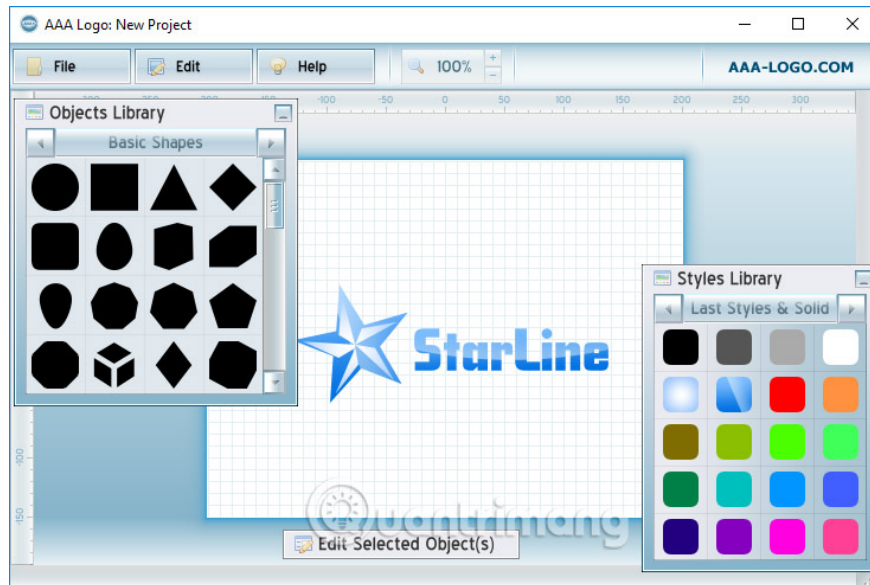 AAA Logo: New Project
File Edit Help 100% AAA-LOGO.COM
-100 -50 0 50 100 150 200 250 300
Objects Library
Basic Shapes
Styles Library
Last Styles & Solid
StarLine
-100
-150
Quantrimang
Edit Selected Object(s)